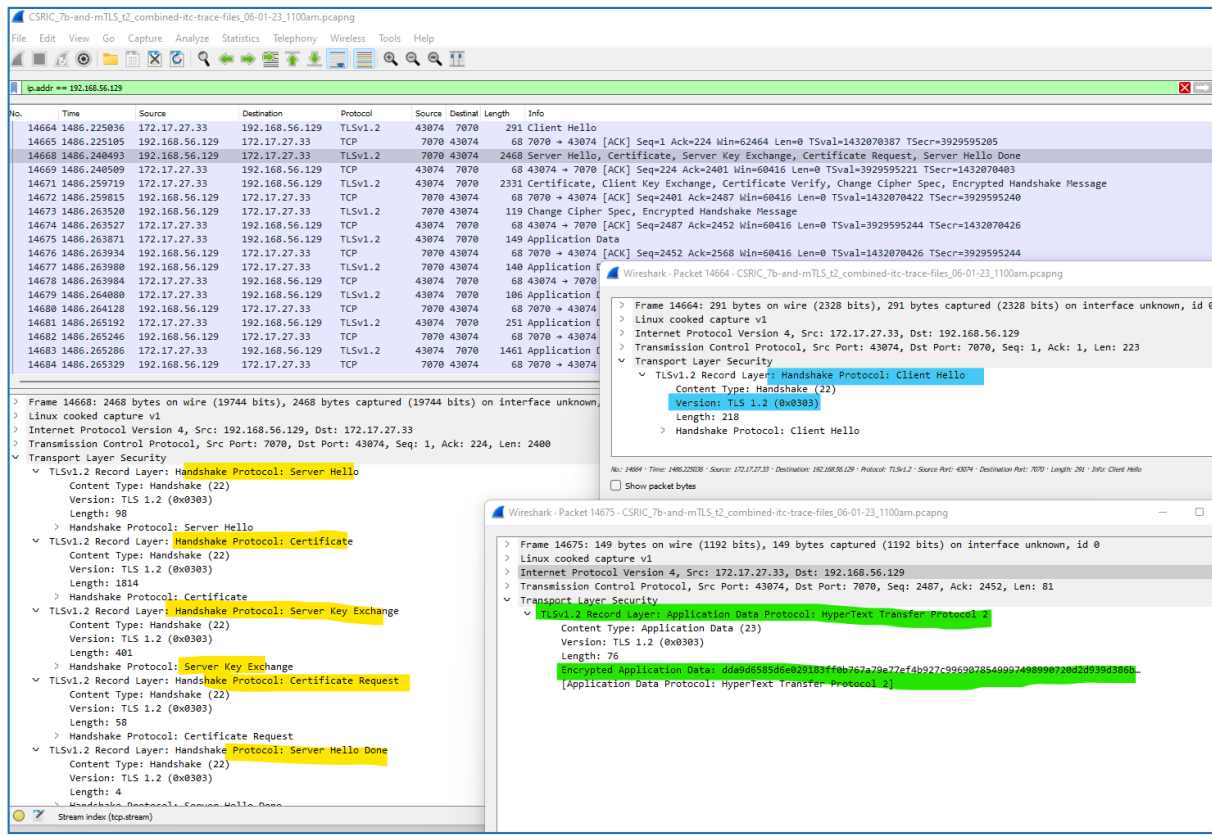 CSRIC_7b-and-mTLS_t2_combined-itc-trace-files_06-01-23_1100am.pcapng
File Edit View Go Capture Analyze Statistics Telephony Wireless Tools Help
ip.addr == 192.168.56.129
No. Time Source Destination Protocol Source Destinat Length Info
14664 1486.225036 172.17.27.33 192.168.56.129 TLSv1.2 43074 7070 291 Client Hello
14665 1486.225105 192.168.56.129 172.17.27.33 TCP 7070 43074 68 7070 → 43074 [ACK] Seq=1 Ack=224 Win=62464 Len=0 TSval=1432070387 TSecr=3929595205
14668 1486.240493 192.168.56.129 172.17.27.33 TLSv1.2 7070 43074 2468 Server Hello, Certificate, Server Key Exchange, Certificate Request, Server Hello Done
14669 1486.240509 172.17.27.33 192.168.56.129 TCP 43074 7070 68 43074 → 7070 [ACK] Seq=224 Ack=2401 Win=60416 Len=0 TSval=3929595221 TSecr=1432070403
14671 1486.259719 172.17.27.33 192.168.56.129 TLSv1.2 43074 7070 2331 Certificate, Client Key Exchange, Certificate Verify, Change Cipher Spec, Encrypted Handshake Message
14672 1486.259815 192.168.56.129 172.17.27.33 TCP 7070 43074 68 7070 → 43074 [ACK] Seq=2401 Ack=2487 Win=60416 Len=0 TSval=1432070422 TSecr=3929595240
14673 1486.263520 192.168.56.129 172.17.27.33 TLSv1.2 7070 43074 119 Change Cipher Spec, Encrypted Handshake Message
14674 1486.263527 172.17.27.33 192.168.56.129 TCP 43074 7070 68 43074 → 7070 [ACK] Seq=2487 Ack=2452 Win=60416 Len=0 TSval=3929595244 TSecr=1432070426
14675 1486.263871 172.17.27.33 192.168.56.129 TLSv1.2 43074 7070 149 Application Data
14676 1486.263934 192.168.56.129 172.17.27.33 TCP 7070 43074 68 7070 → 43074 [ACK] Seq=2452 Ack=2568 Win=60416 Len=0 TSval=1432070426 TSecr=3929595244
14677 1486.263980 192.168.56.129 172.17.27.33 TLSv1.2 7070 43074 140 Application
14678 1486.263984 172.17.27.33 192.168.56.129 TCP 43074 7070 68 43074 → 7070
14679 1486.264080 172.17.27.33 192.168.56.129 TLSv1.2 43074 7070 106 Application
14680 1486.264128 192.168.56.129 172.17.27.33 TCP 7070 43074 68 7070 → 43074
14681 1486.265192 172.17.27.33 192.168.56.129 TLSv1.2 43074 7070 251 Application
14682 1486.265246 192.168.56.129 172.17.27.33 TCP 7070 43074 68 7070 → 43074
14683 1486.265286 172.17.27.33 192.168.56.129 TLSv1.2 43074 7070 1461 Application
14684 1486.265329 192.168.56.129 172.17.27.33 TCP 7070 43074 68 7070 → 43074
Frame 14668: 2468 bytes on wire (19744 bits), 2468 bytes captured (19744 bits) on interface unknown,
Linux cooked capture v1
Internet Protocol Version 4, Src: 192.168.56.129, Dst: 172.17.27.33
Transmission Control Protocol, Src Port: 7070, Dst Port: 43074, Seq: 1, Ack: 224, Len: 2400
Transport Layer Security
TLSv1.2 Record Layer: Handshake Protocol: Server Hello
Content Type: Handshake (22)
Version: TLS 1.2 (0x0303)
Length: 98
Handshake Protocol: Server Hello
TLSv1.2 Record Layer: Handshake Protocol: Certificate
Content Type: Handshake (22)
Version: TLS 1.2 (0x0303)
Length: 1814
Handshake Protocol: Certificate
TLSv1.2 Record Layer: Handshake Protocol: Server Key Exchange
Content Type: Handshake (22)
Version: TLS 1.2 (0x0303)
Length: 401
Handshake Protocol: Server Key Exchange
TLSv1.2 Record Layer: Handshake Protocol: Certificate Request
Content Type: Handshake (22)
Version: TLS 1.2 (0x0303)
Length: 58
Handshake Protocol: Certificate Request
TLSv1.2 Record Layer: Handshake Protocol: Server Hello Done
Content Type: Handshake (22)
Version: TLS 1.2 (0x0303)
Length: 4
Handshake Protocol: Server Hello Done
Stream index (tcp.stream)
Wireshark · Packet 14664 · CSRIC_7b-and-mTLS_t2_combined-itc-trace-files_06-01-23_1100am.pcapng
Frame 14664: 291 bytes on wire (2328 bits), 291 bytes captured (2328 bits) on interface unknown, id 0
Linux cooked capture v1
Internet Protocol Version 4, Src: 172.17.27.33, Dst: 192.168.56.129
Transmission Control Protocol, Src Port: 43074, Dst Port: 7070, Seq: 1, Ack: 1, Len: 223
Transport Layer Security
TLSv1.2 Record Layer: Handshake Protocol: Client Hello
Content Type: Handshake (22)
Version: TLS 1.2 (0x0303)
Length: 218
Handshake Protocol: Client Hello
No.: 14664 · Time: 1486.225036 · Source: 172.17.27.33 · Destination: 192.168.56.129 · Protocol: TLSv1.2 · Source Port: 43074 · Destination Port: 7070 · Length: 291 · Info: Client Hello
Show packet bytes
Wireshark · Packet 14675 · CSRIC_7b-and-mTLS_t2_combined-itc-trace-files_06-01-23_1100am.pcapng
Frame 14675: 149 bytes on wire (1192 bits), 149 bytes captured (1192 bits) on interface unknown, id 0
Linux cooked capture v1
Internet Protocol Version 4, Src: 172.17.27.33, Dst: 192.168.56.129
Transmission Control Protocol, Src Port: 43074, Dst Port: 7070, Seq: 2487, Ack: 2452, Len: 81
Transport Layer Security
TLSv1.2 Record Layer: Application Data Protocol: HyperText Transfer Protocol 2
Content Type: Application Data (23)
Version: TLS 1.2 (0x0303)
Length: 76
Encrypted Application Data: dda9d6585d6e029183ff0b767a79e77ef4b927c9969078549997498990720d2d939d386b…
[Application Data Protocol: HyperText Transfer Protocol 2]